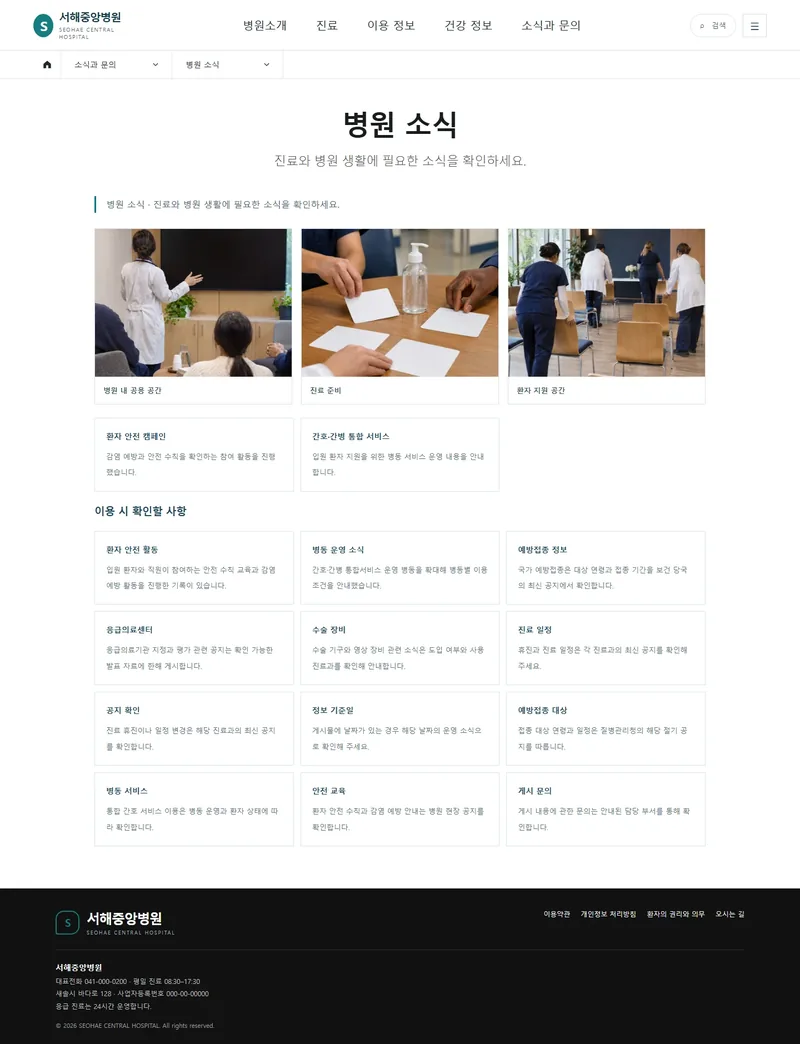 S
서해중앙병원
SEOHAE CENTRAL
HOSPITAL
병원소개
진료
이용 정보
건강 정보
소식과 문의
검색
소식과 문의
병원 소식
병원 소식
진료와 병원 생활에 필요한 소식을 확인하세요.
병원 소식 · 진료와 병원 생활에 필요한 소식을 확인하세요.
병원 내 공용 공간
진료 준비
환자 지원 공간
환자 안전 캠페인
감염 예방과 안전 수칙을 확인하는 참여 활동을 진행
했습니다.
간호·간병 통합 서비스
입원 환자 지원을 위한 병동 서비스 운영 내용을 안내
합니다.
이용 시 확인할 사항
환자 안전 활동
입원 환자와 직원이 참여하는 안전 수칙 교육과 감염
예방 활동을 진행한 기록이 있습니다.
병동 운영 소식
간호·간병 통합서비스 운영 병동을 확대해 병동별 이용
조건을 안내했습니다.
예방접종 정보
국가 예방접종은 대상 연령과 접종 기간을 보건 당국
의 최신 공지에서 확인합니다.
응급의료센터
응급의료기관 지정과 평가 관련 공지는 확인 가능한
발표 자료에 한해 게시합니다.
수술 장비
수술 기구와 영상 장비 관련 소식은 도입 여부와 사용
진료과를 확인해 안내합니다.
진료 일정
휴진과 진료 일정은 각 진료과의 최신 공지를 확인해
주세요.
공지 확인
진료 휴진이나 일정 변경은 해당 진료과의 최신 공지
를 확인합니다.
정보 기준일
게시물에 날짜가 있는 경우 해당 날짜의 운영 소식으
로 확인해 주세요.
예방접종 대상
접종 대상 연령과 일정은 질병관리청의 해당 절기 공
지를 따릅니다.
병동 서비스
통합 간호 서비스 이용은 병동 운영과 환자 상태에 따
라 확인합니다.
안전 교육
환자 안전 수칙과 감염 예방 안내는 병원 현장 공지를
확인합니다.
게시 문의
게시 내용에 관한 문의는 안내된 담당 부서를 통해 확
인합니다.
S
서해중앙병원
SEOHAE CENTRAL HOSPITAL
이용약관
개인정보 처리방침
환자의 권리와 의무
오시는 길
서해중앙병원
대표전화 041-000-0200 · 평일 진료 08:30–17:30
새솔시 바다로 128 · 사업자등록번호 000-00-00000
응급 진료는 24시간 운영합니다.
© 2026 SEOHAE CENTRAL HOSPITAL. All rights reserved.